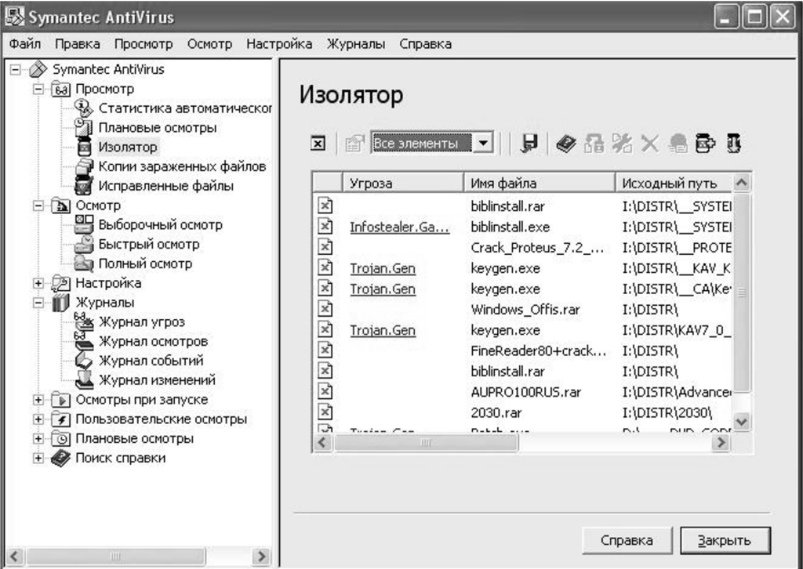 Symantec AntiVirus
Файл Правка Просмотр Осмотр Настройка Журналы Справка
Symantec AntiVirus
Просмотр
Статистика автоматическог
Плановые осмотры
Изолятор
Копии зараженных файлов
Исправленные файлы
Осмотр
Выборочный осмотр
Быстрый осмотр
Полный осмотр
Настройка
Журналы
Журнал угроз
Журнал осмотров
Журнал событий
Журнал изменений
Осмотры при запуске
Пользовательские осмотры
Плановые осмотры
Поиск справки
Изолятор
Все элементы
Угроза Имя файла Исходный путь
biblinstall.rar I:\DISTR\__SYSTE
Infostealer.Ga... biblinstall.exe I:\DISTR\__SYSTE
Crack_Proteus_7.2_... I:\DISTR\__PROTE
Trojan.Gen keygen.exe I:\DISTR\__KAV_K
Trojan.Gen keygen.exe I:\DISTR\__CA\Ke
Windows_Offis.rar I:\DISTR\
Trojan.Gen keygen.exe I:\DISTR\KAV7_0_
FineReader80+crack... I:\DISTR\
biblinstall.rar I:\DISTR\
AUPRO100RUS.rar I:\DISTR\Advance
2030.rar I:\DISTR\2030\
Trojan.Gen Patch.exe
Справка Закрыть